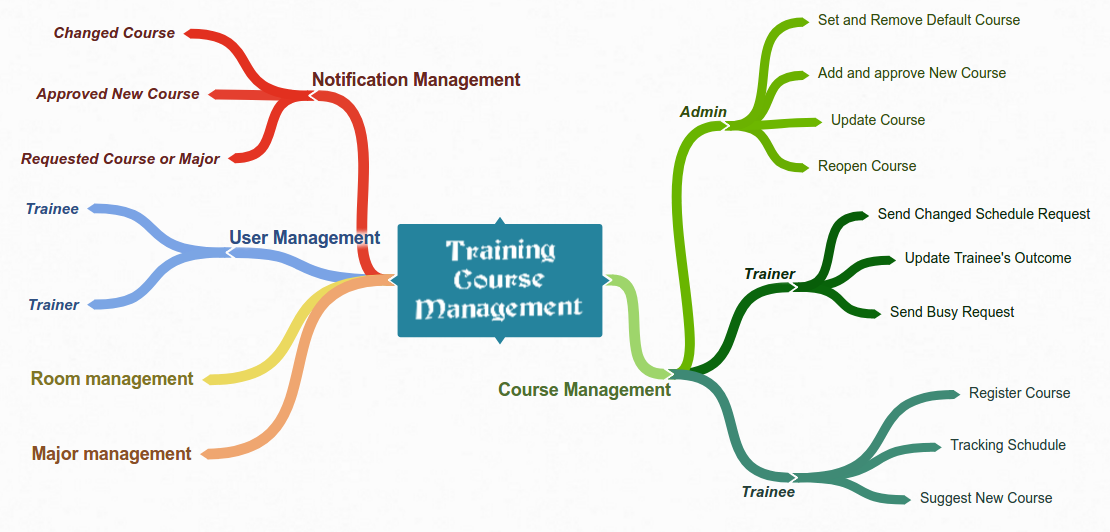 Changed Course
Approved New Course
Requested Course or Major
Notification Management
Trainee
Trainer
User Management
Room management
Major management
Training
Course
Management
Course Management
Admin
Set and Remove Default Course
Add and approve New Course
Update Course
Reopen Course
Trainer
Send Changed Schedule Request
Update Trainee's Outcome
Send Busy Request
Trainee
Register Course
Tracking Schudule
Suggest New Course